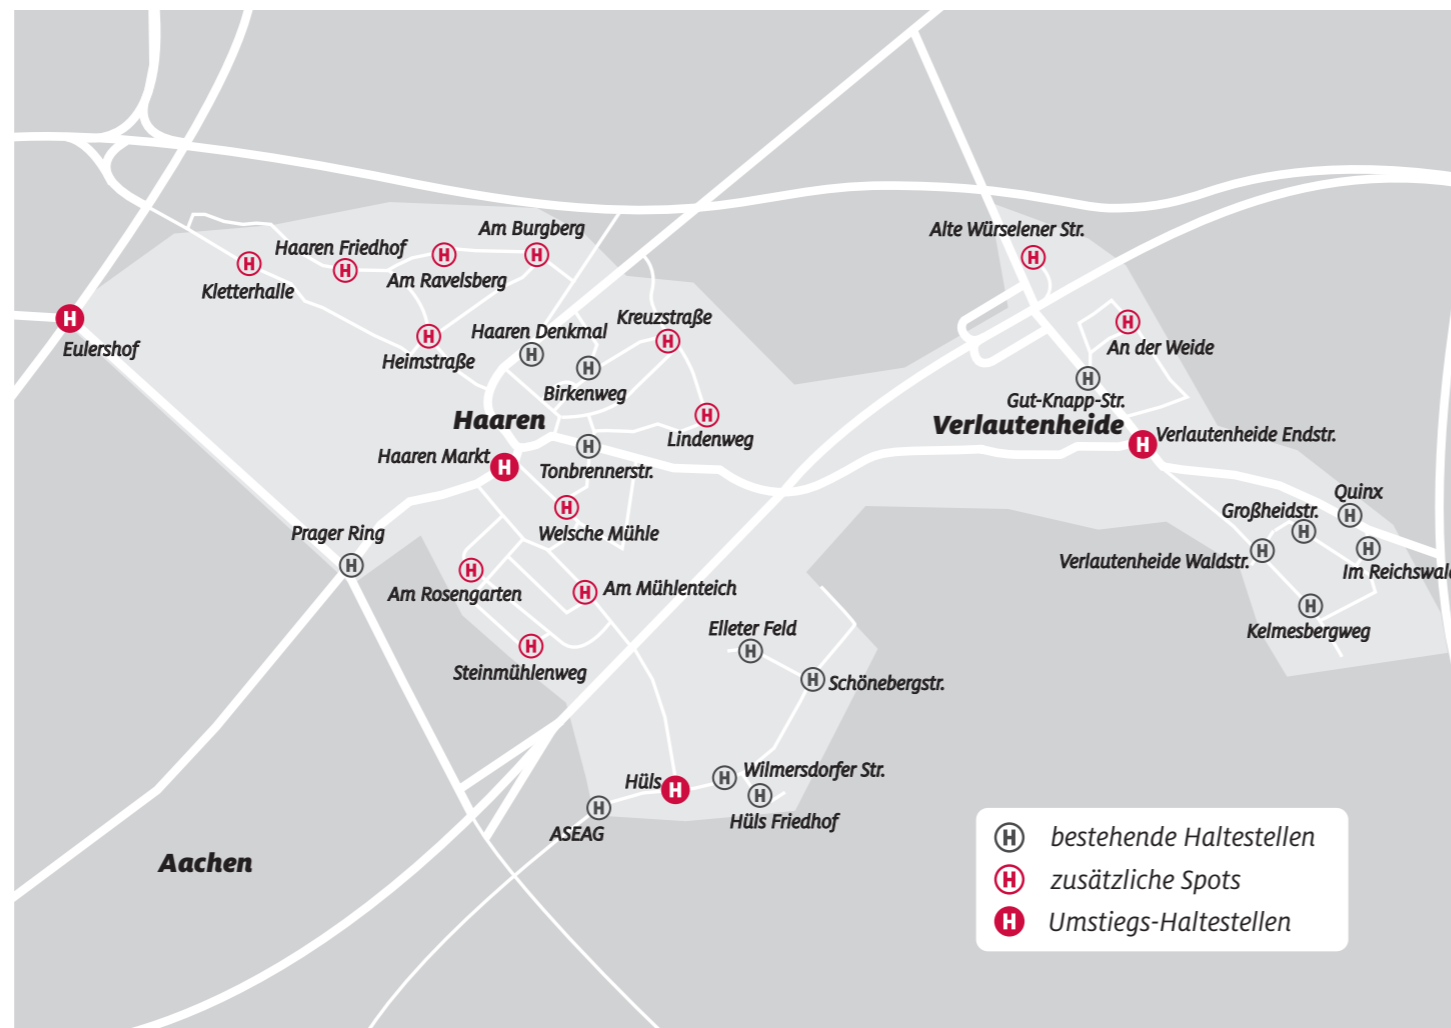 Am Burgberg
Alte Würselener Str.
Haaren Friedhof
Am Ravelsberg
Kletterhalle
Kreuzstraße
Haaren Denkmal
Eulershof
An der Weide
Heimstraße
Birkenweg
Gut-Knapp-Str.
Haaren
Verlautenheide
Verlautenheide Endstr.
Lindenweg
Haaren Markt
Tonbrennerstr.
Quinx
Großheidstr.
Prager Ring
Welsche Mühle
Verlautenheide Waldstr.
Im Reichswald
Am Rosengarten
Am Mühlenteich
Elleter Feld
Kelmesbergweg
Steinmühlenweg
Schönebergstr.
Hüls
Wilmersdorfer Str.
Hüls Friedhof
ASEAG
Aachen
H bestehende Haltestellen
H zusätzliche Spots
H Umstiegs-Haltestellen